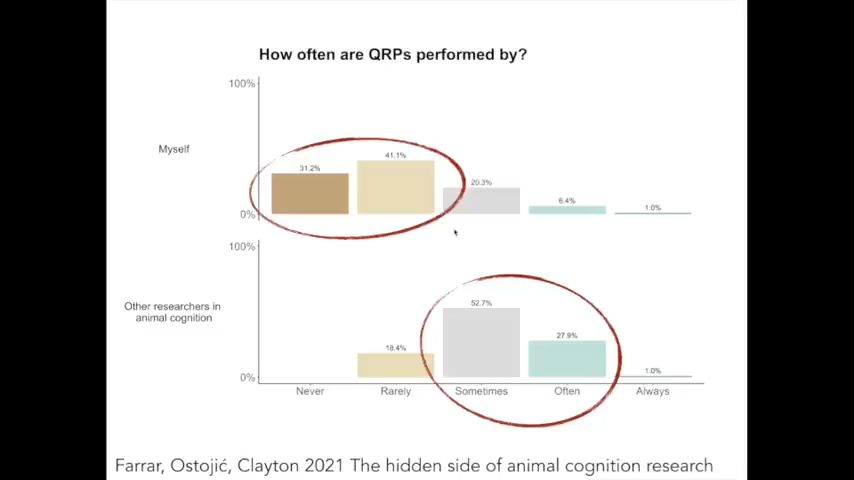 How often are QRPs performed by?
100%
Myself
31.2%
41.1%
20.3%
6.4%
1.0%
0%
100%
Other researchers in
animal cognition
18.4%
52.7%
27.9%
1.0%
0%
Never
Rarely
Sometimes
Often
Always
Farrar, Ostojić, Clayton 2021 The hidden side of animal cognition research